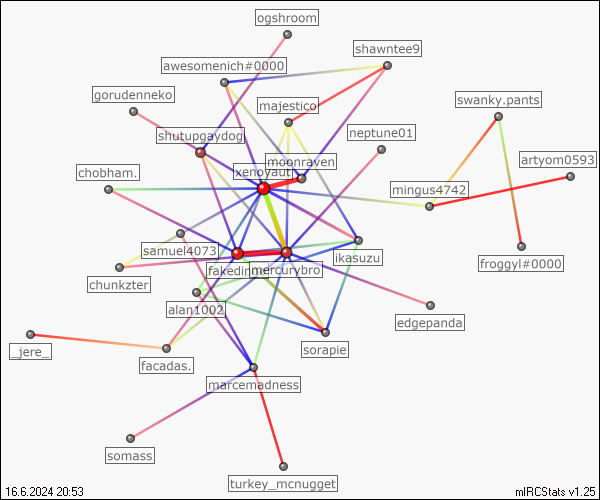 ogshroom
shawntee9
awesomenich#0000
gorudenneko
majestico
swanky.pants
neptune01
shutupgaydog
moonraven
artyom0593
xenoyaut
chobham.
mingus4742
samuel4073
ikasuzu
froggyl#0000
mercurybro
chunkzter
alan1002
edgepanda
sorapie
_jere_
facadas.
marcemadness
somass
turkey_mcnugget
16.6.2024 20:53
mIRCStats v1.25